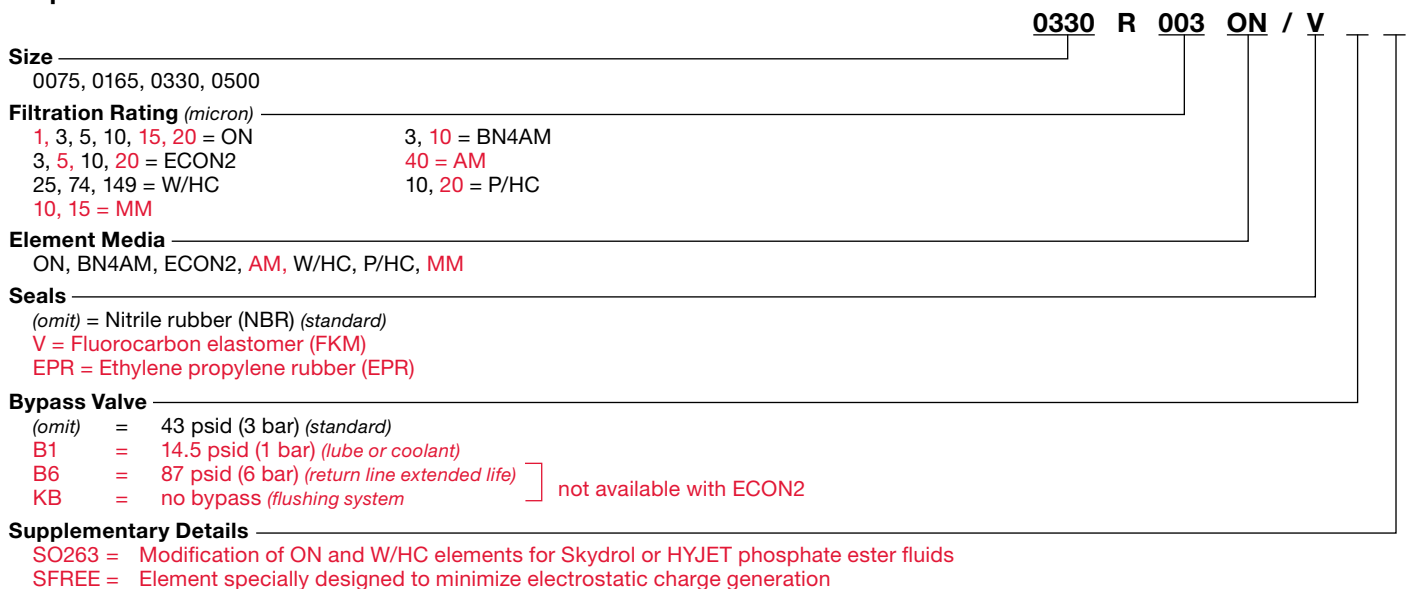 0330 R 003 ON / V
Size
0075, 0165, 0330, 0500
Filtration Rating (micron)
1, 3, 5, 10, 15, 20 = ON 3, 10 = BN4AM
3, 5, 10, 20 = ECON2 40 = AM
25, 74, 149 = W/HC 10, 20 = P/HC
10, 15 = MM
Element Media
ON, BN4AM, ECON2, AM, W/HC, P/HC, MM
Seals
(omit) = Nitrile rubber (NBR) (standard)
V = Fluorocarbon elastomer (FKM)
EPR = Ethylene propylene rubber (EPR)
Bypass Valve
(omit) = 43 psid (3 bar) (standard)
B1 = 14.5 psid (1 bar) (lube or coolant)
B6 = 87 psid (6 bar) (return line extended life)
KB = no bypass (flushing system
not available with ECON2
Supplementary Details
SO263 = Modification of ON and W/HC elements for Skydrol or HYJET phosphate ester fluids
SFREE = Element specially designed to minimize electrostatic charge generation